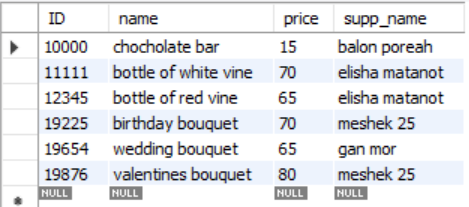 ID name price supp_name
10000 chocholate bar 15 balon poreah
11111 bottle of white vine 70 elisha matanot
12345 bottle of red vine 65 elisha matanot
19225 birthday bouquet 70 meshek 25
19654 wedding bouquet 65 gan mor
19876 valentines bouquet 80 meshek 25
NULL NULL NULL NULL